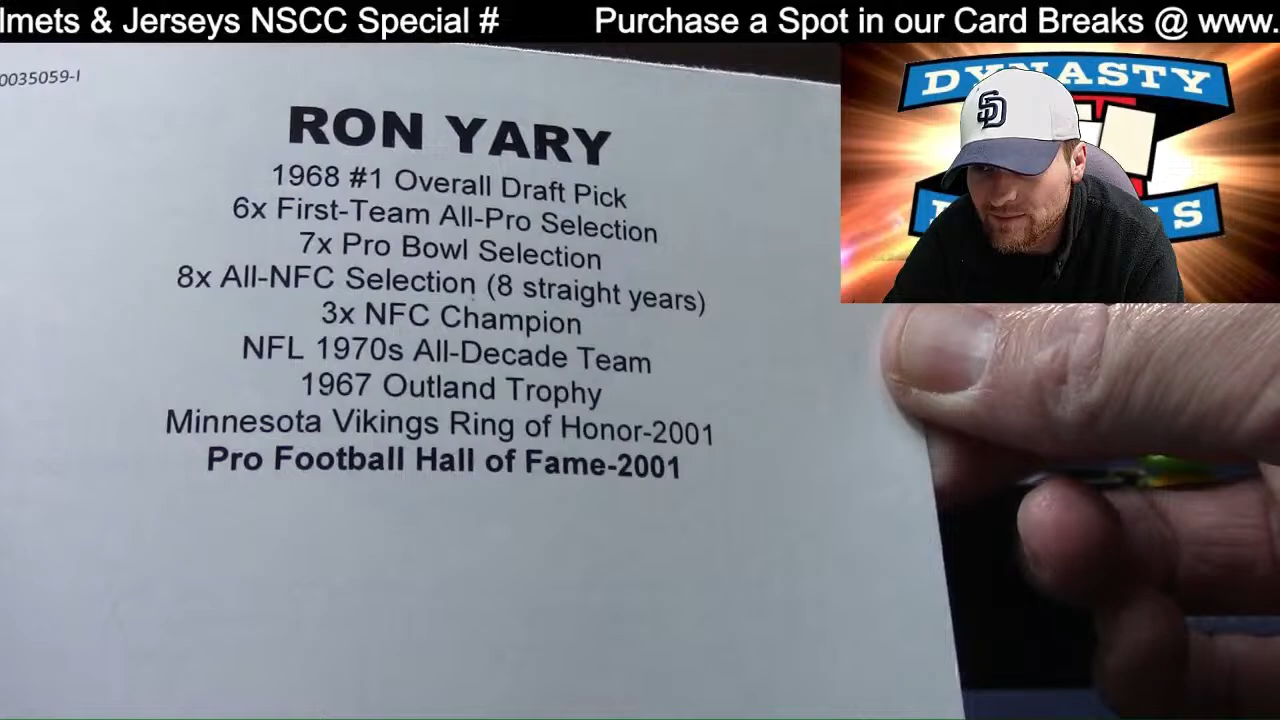 lmets & Jerseys NSCC Special # Purchase a Spot in our Card Breaks @ www.
0035059-I
RON YARY
1968 #1 Overall Draft Pick
6x First-Team All-Pro Selection
7x Pro Bowl Selection
8x All-NFC Selection (8 straight years)
3x NFC Champion
NFL 1970s All-Decade Team
1967 Outland Trophy
Minnesota Vikings Ring of Honor-2001
Pro Football Hall of Fame-2001
DYNASTY
SD
S